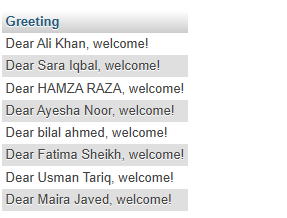 Greeting
Dear Ali Khan, welcome!
Dear Sara Iqbal, welcome!
Dear HAMZA RAZA, welcome!
Dear Ayesha Noor, welcome!
Dear bilal ahmed, welcome!
Dear Fatima Sheikh, welcome!
Dear Usman Tariq, welcome!
Dear Maira Javed, welcome!